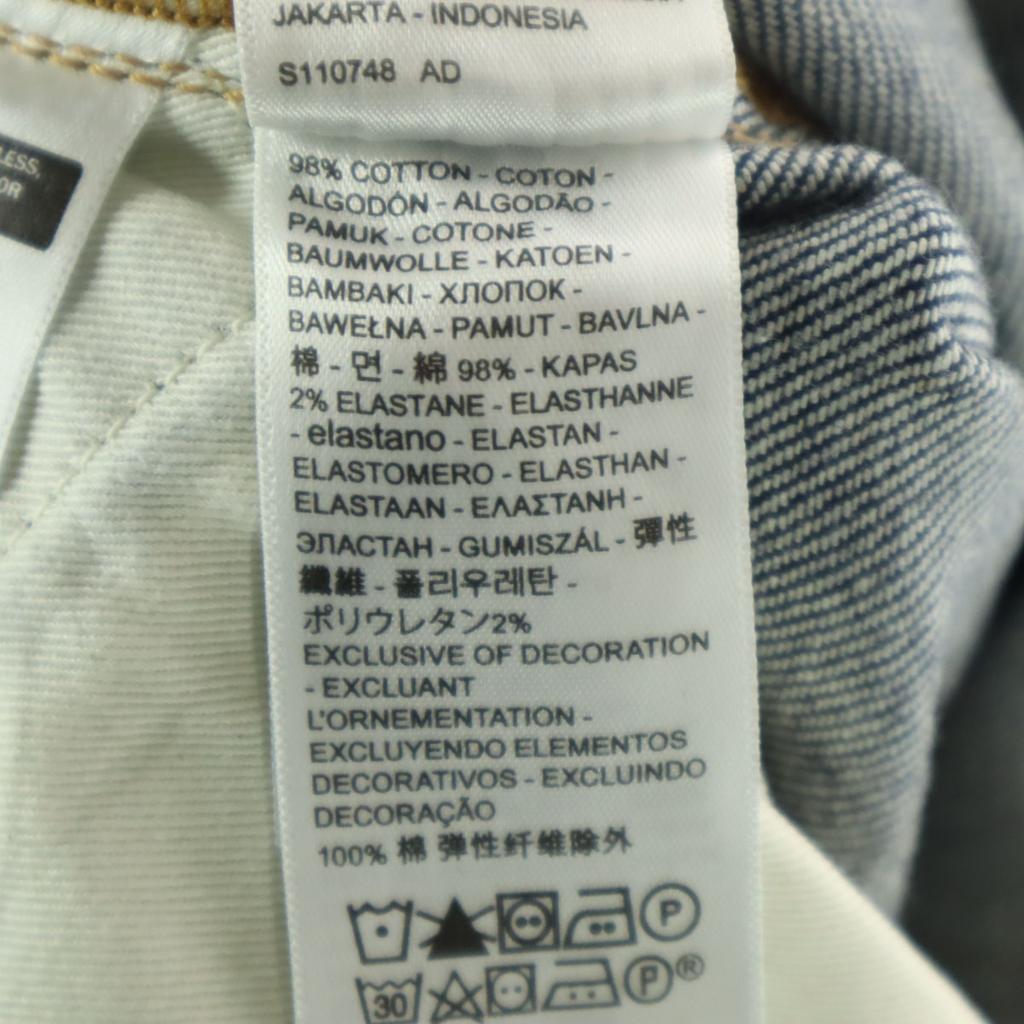 JAKARTA - INDONESIA
S110748 AD
LESS,
OR
98% COTTON - COTON -
ALGODÓN - ALGODÃO -
PAMUK - COTONE -
BAUMWOLLE - KATOEN -
BAMBAKI - ХЛОПОК -
BAWEŁNA - PAMUT - BAVLNA -
棉 - 면 - 綿 98% - KAPAS
2% ELASTANE - ELASTHANNE
- elastano - ELASTAN -
ELASTOMERO - ELASTHAN -
ELASTAAN - ΕΛΑΣΤΑΝΗ -
ЭЛАСТАН - GUMISZÁL - 彈性
纖維 - 폴리우레탄 -
ポリウレタン2%
EXCLUSIVE OF DECORATION
- EXCLUANT
L'ORNEMENTATION -
EXCLUYENDO ELEMENTOS
DECORATIVOS - EXCLUINDO
DECORAÇÃO
100% 棉 弹性纤维除外
P
30 P®